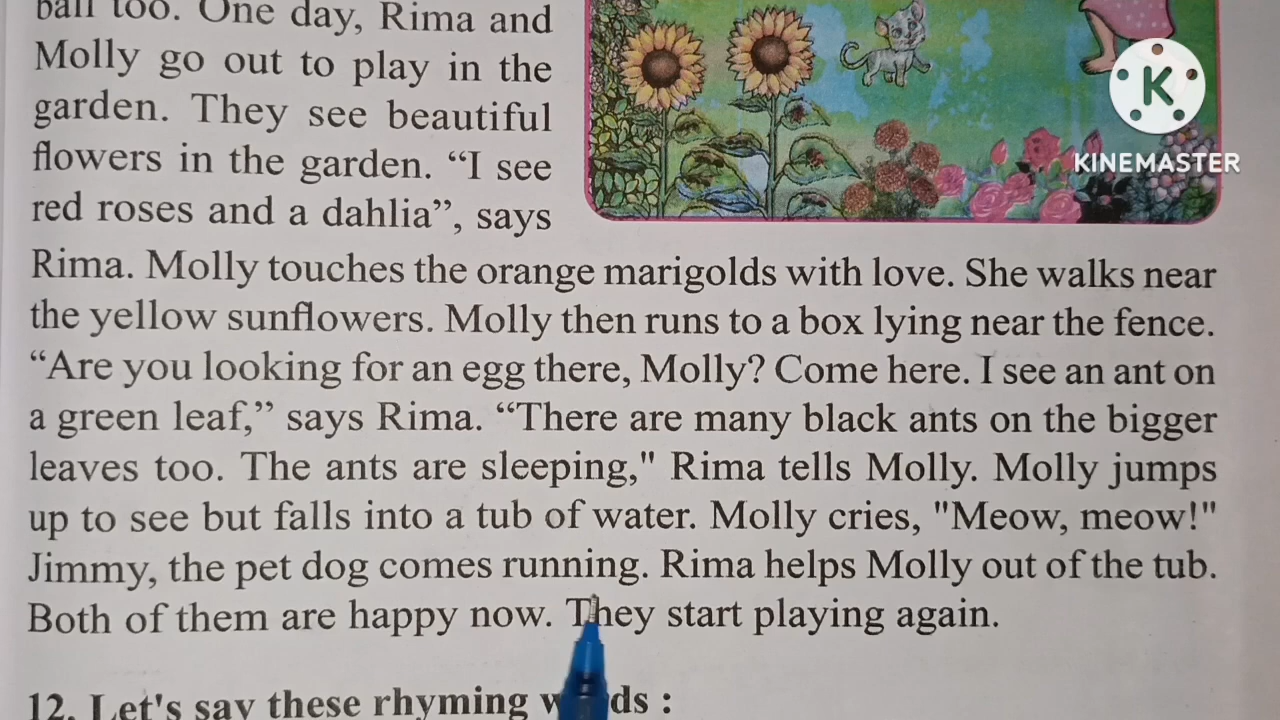 ball too. One day, Rima and
Molly go out to play in the
garden. They see beautiful
flowers in the garden. “I see
red roses and a dahlia”, says
Rima. Molly touches the orange marigolds with love. She walks near
the yellow sunflowers. Molly then runs to a box lying near the fence.
“Are you looking for an egg there, Molly? Come here. I see an ant on
a green leaf,” says Rima. “There are many black ants on the bigger
leaves too. The ants are sleeping," Rima tells Molly. Molly jumps
up to see but falls into a tub of water. Molly cries, "Meow, meow!"
Jimmy, the pet dog comes running. Rima helps Molly out of the tub.
Both of them are happy now. They start playing again.
12. Let's say these rhyming words :
K
KINEMASTER